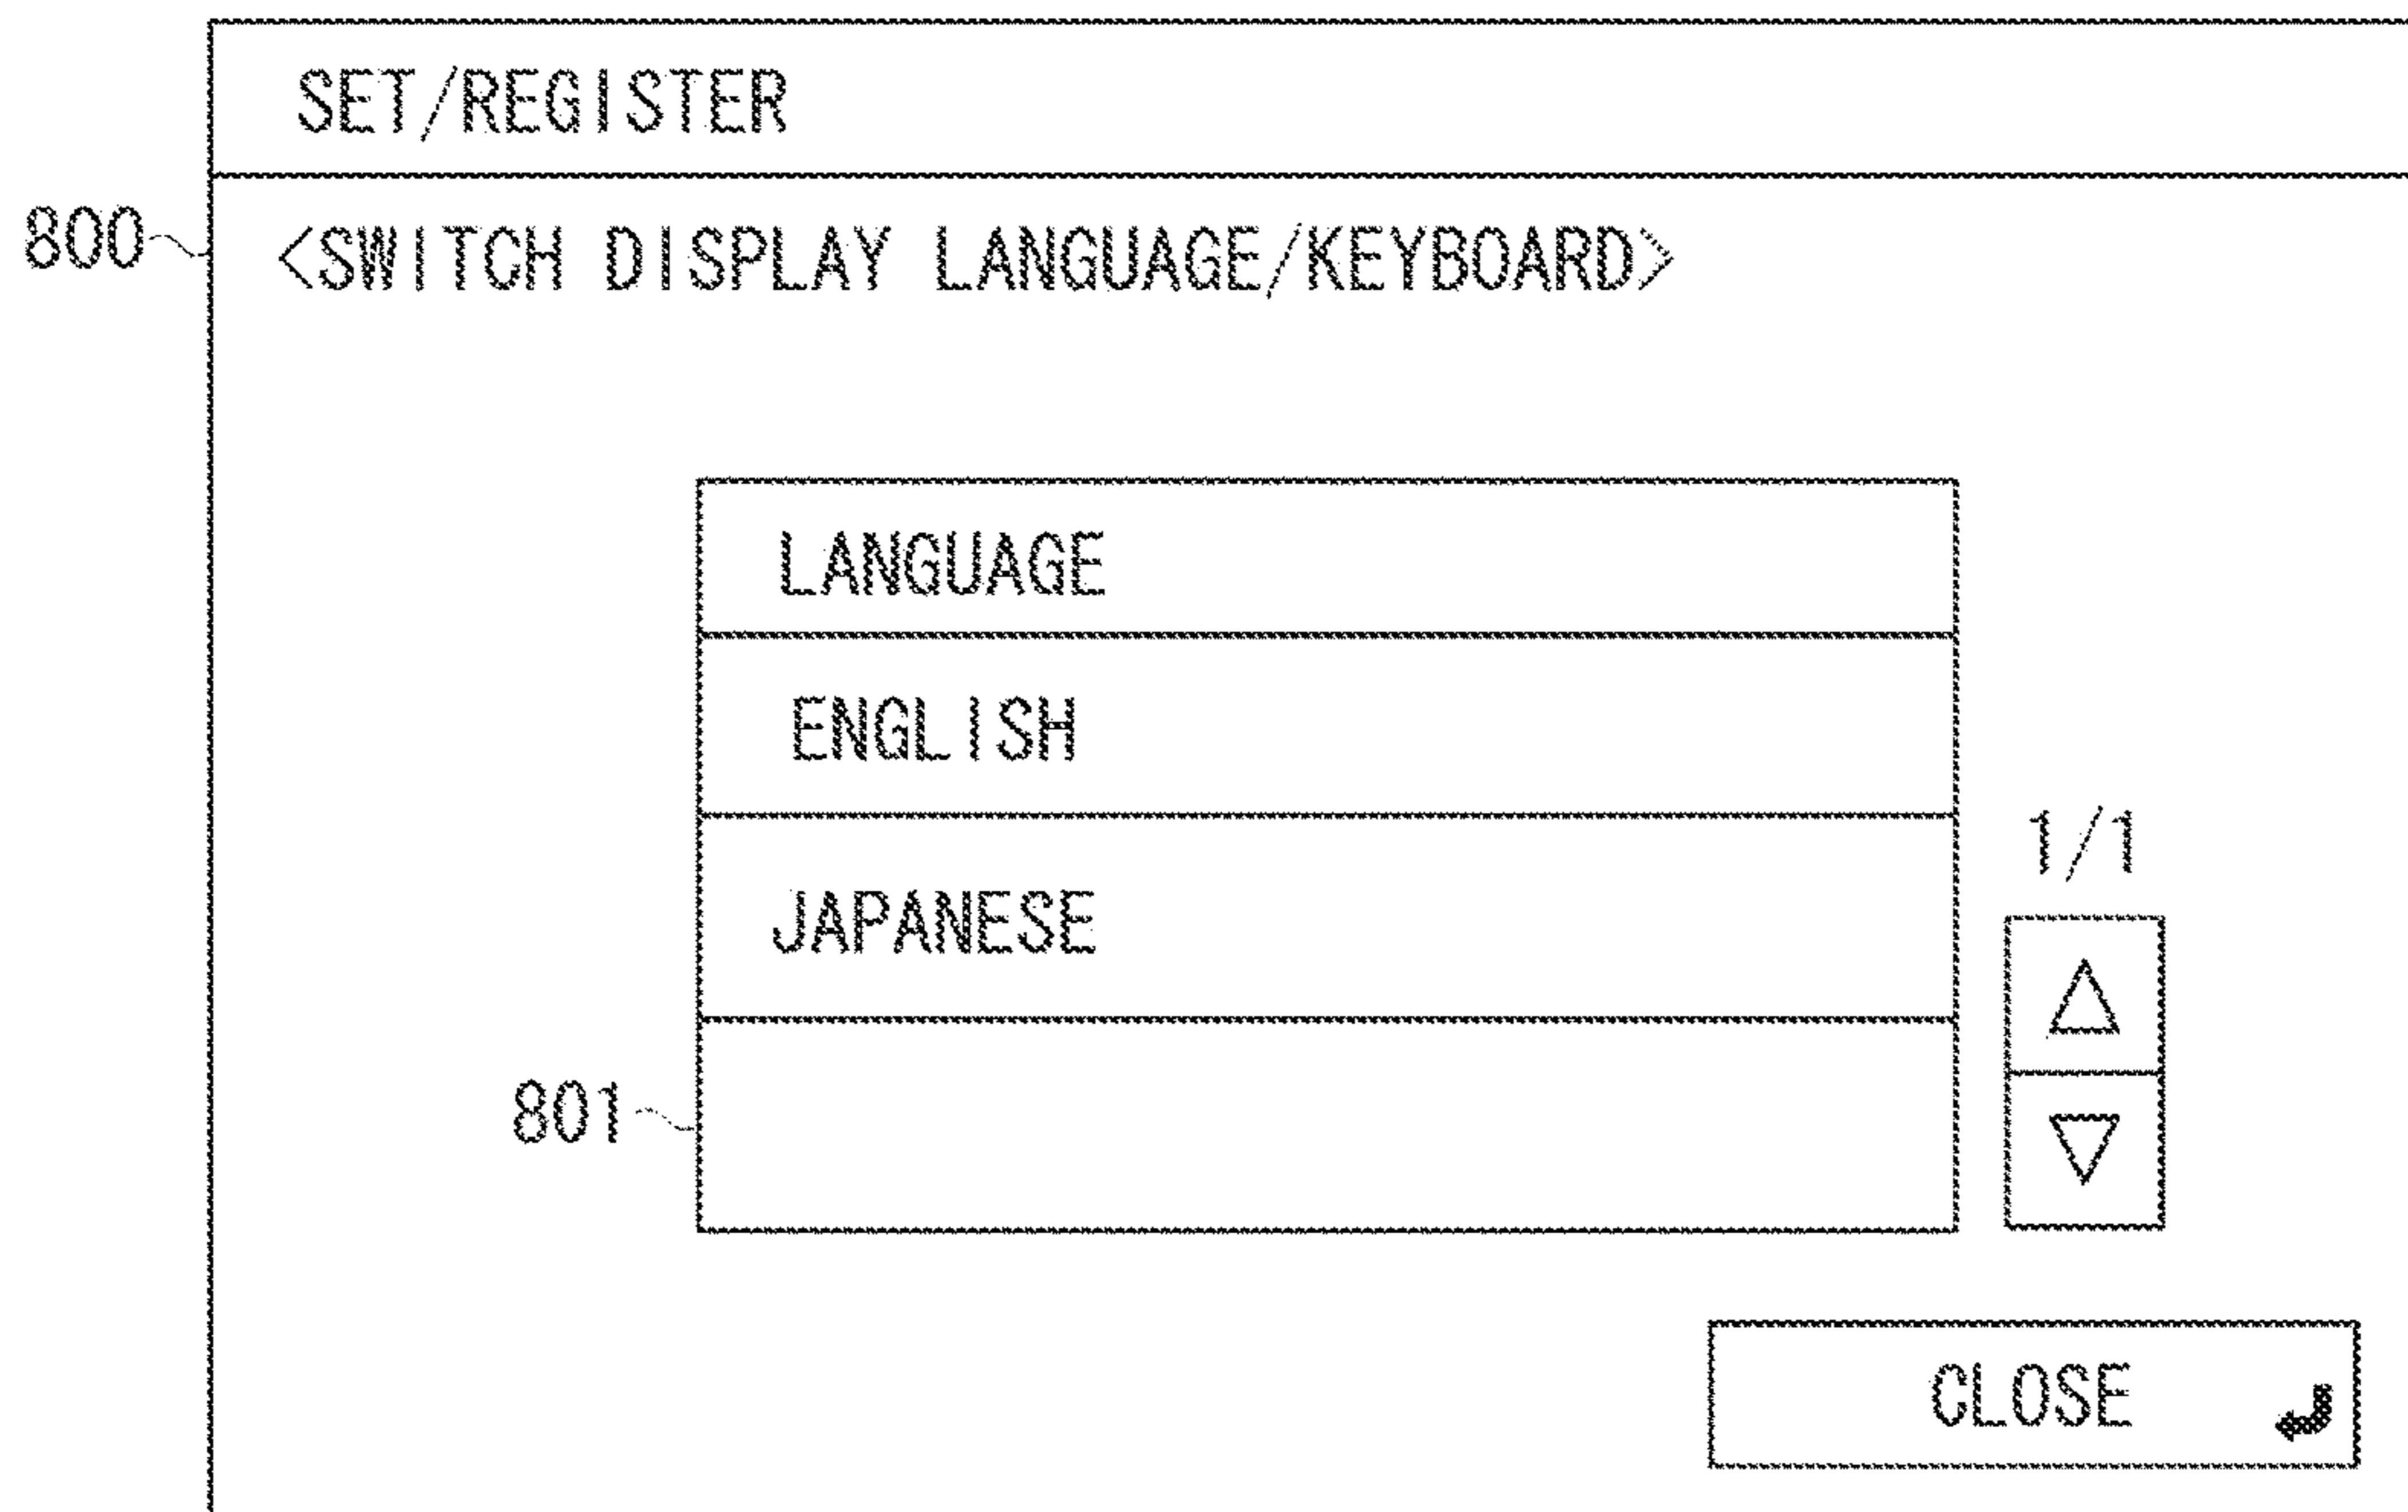 SET/REGISTER
800
<SWITCH DISPLAY LANGUAGE/KEYBOARD>
LANGUAGE
ENGLISH
1/1
JAPANESE
801
CLOSE